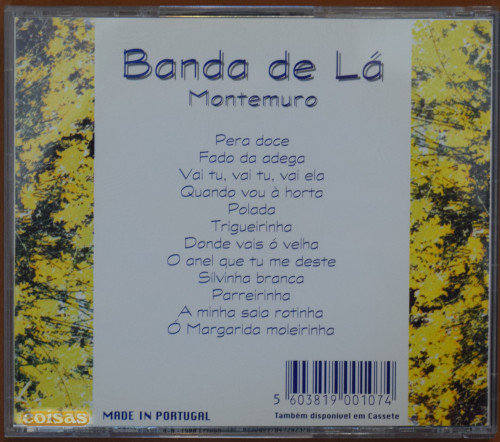 Banda de Lá
Montemuro
Pera doce
Fado da adega
Vai tu, vai tu, vai ela
Quando vou à horta
Polada
Trigueirinha
Donde vais ó velha
O anel que tu me deste
Silvinha branca
Parreirinha
A minha saia rotinha
Ó Margarida moleirinha
5 603819 001074
coisas
MADE IN PORTUGAL
Também disponível em Cassete